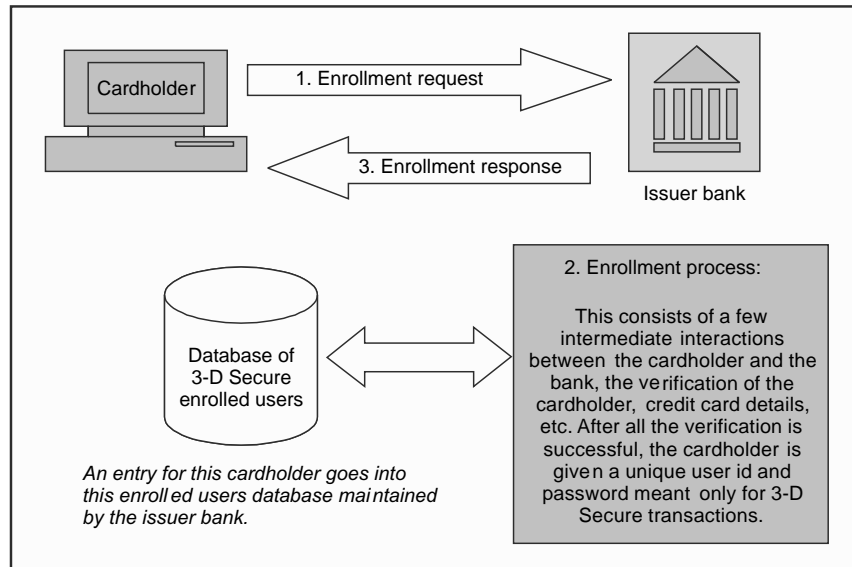 Cardholder
1. Enrollment request
3. Enrollment response
Issuer bank
2. Enrollment process:
This consists of a few
intermediate interactions
between the cardholder and the
bank, the verification of the
cardholder, credit card details,
etc. After all the verification is
successful, the cardholder is
given a unique user id and
password meant only for 3-D
Secure transactions.
Database of
3-D Secure
enrolled users
An entry for this cardholder goes into
this enrolled users database maintained
by the issuer bank.